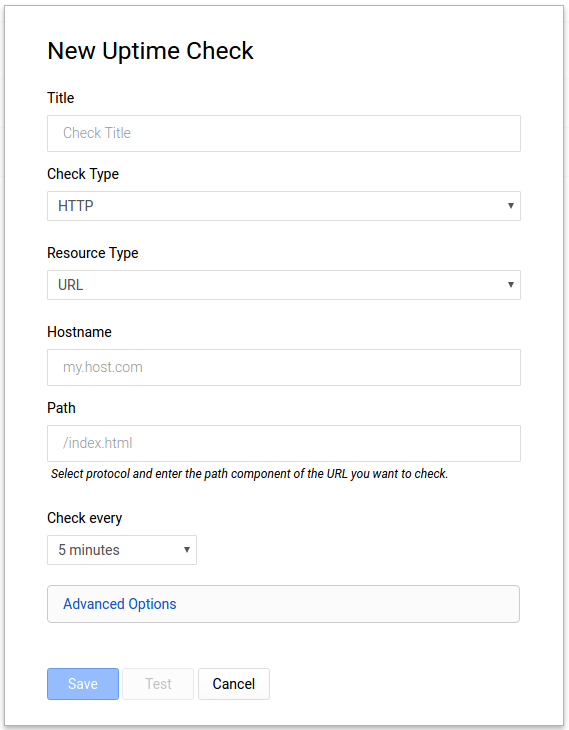 New Uptime Check
Title
Check Title
Check Type
HTTP
Resource Type
URL
Hostname
my.host.com
Path
/index.html
Select protocol and enter the path component of the URL you want to check.
Check every
5 minutes
Advanced Options
Save Test Cancel